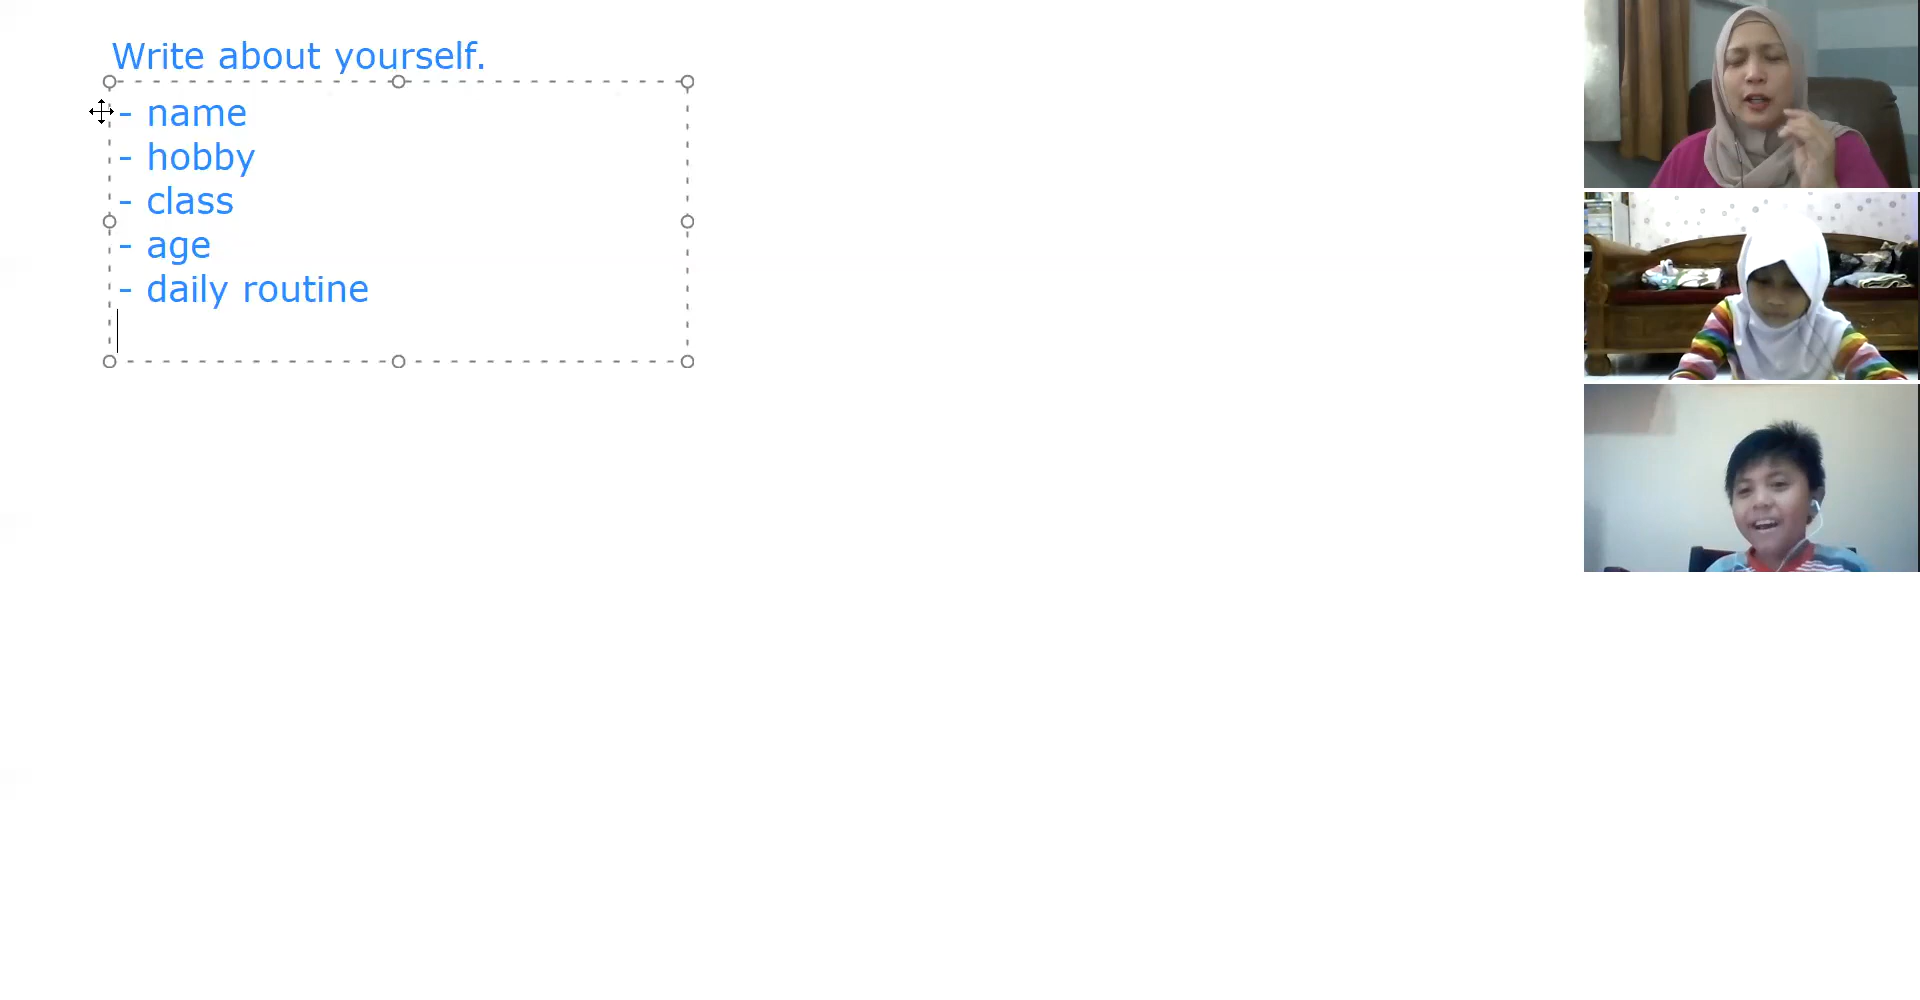 Write about yourself.
- name
- hobby
- class
- age
- daily routine